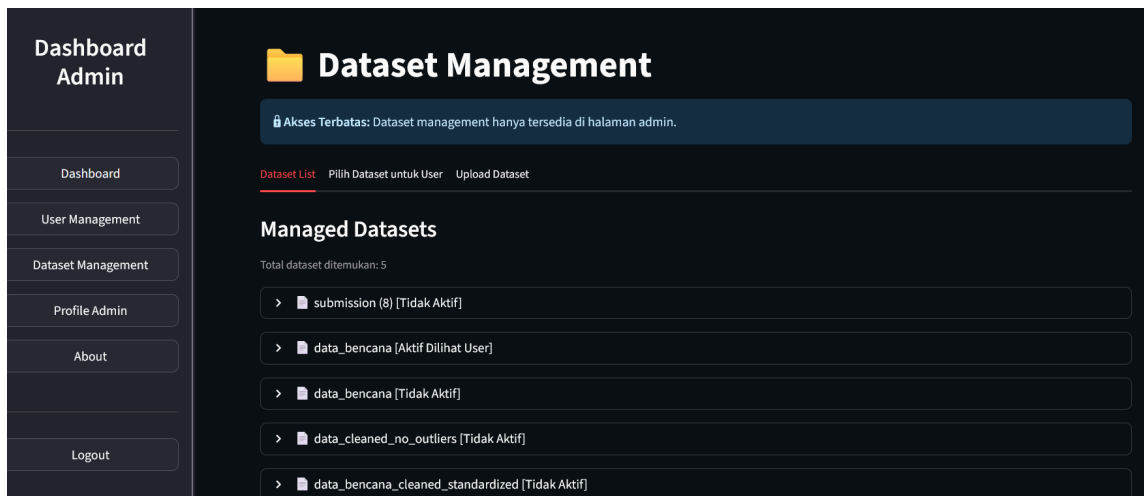 Dashboard
Admin
Dashboard
User Management
Dataset Management
Profile Admin
About
Logout
Dataset Management
Akses Terbatas: Dataset management hanya tersedia di halaman admin.
Dataset List Pilih Dataset untuk User Upload Dataset
Managed Datasets
Total dataset ditemukan: 5
submission (8) [Tidak Aktif]
data_bencana [Aktif Dilihat User]
data_bencana [Tidak Aktif]
data_cleaned_no_outliers [Tidak Aktif]
data_bencana_cleaned_standardized [Tidak Aktif]